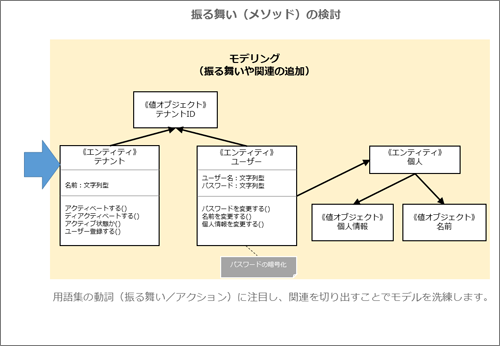 振る舞い（メソッド）の検討
モデリング
（振る舞いや関連の追加）
《値オブジェクト》
テナントID
《エンティティ》
テナント
名前：文字列型
アクティベートする()
ディアクティベートする()
アクティブ状態か()
ユーザー登録する()
《エンティティ》
ユーザー
ユーザー名：文字列型
パスワード：文字列型
パスワードを変更する()
名前を変更する()
個人情報を変更する()
パスワードの暗号化
《エンティティ》
個人
《値オブジェクト》
個人情報
《値オブジェクト》
名前
用語集の動詞（振る舞い／アクション）に注目し、関連を切り出すことでモデルを洗練します。